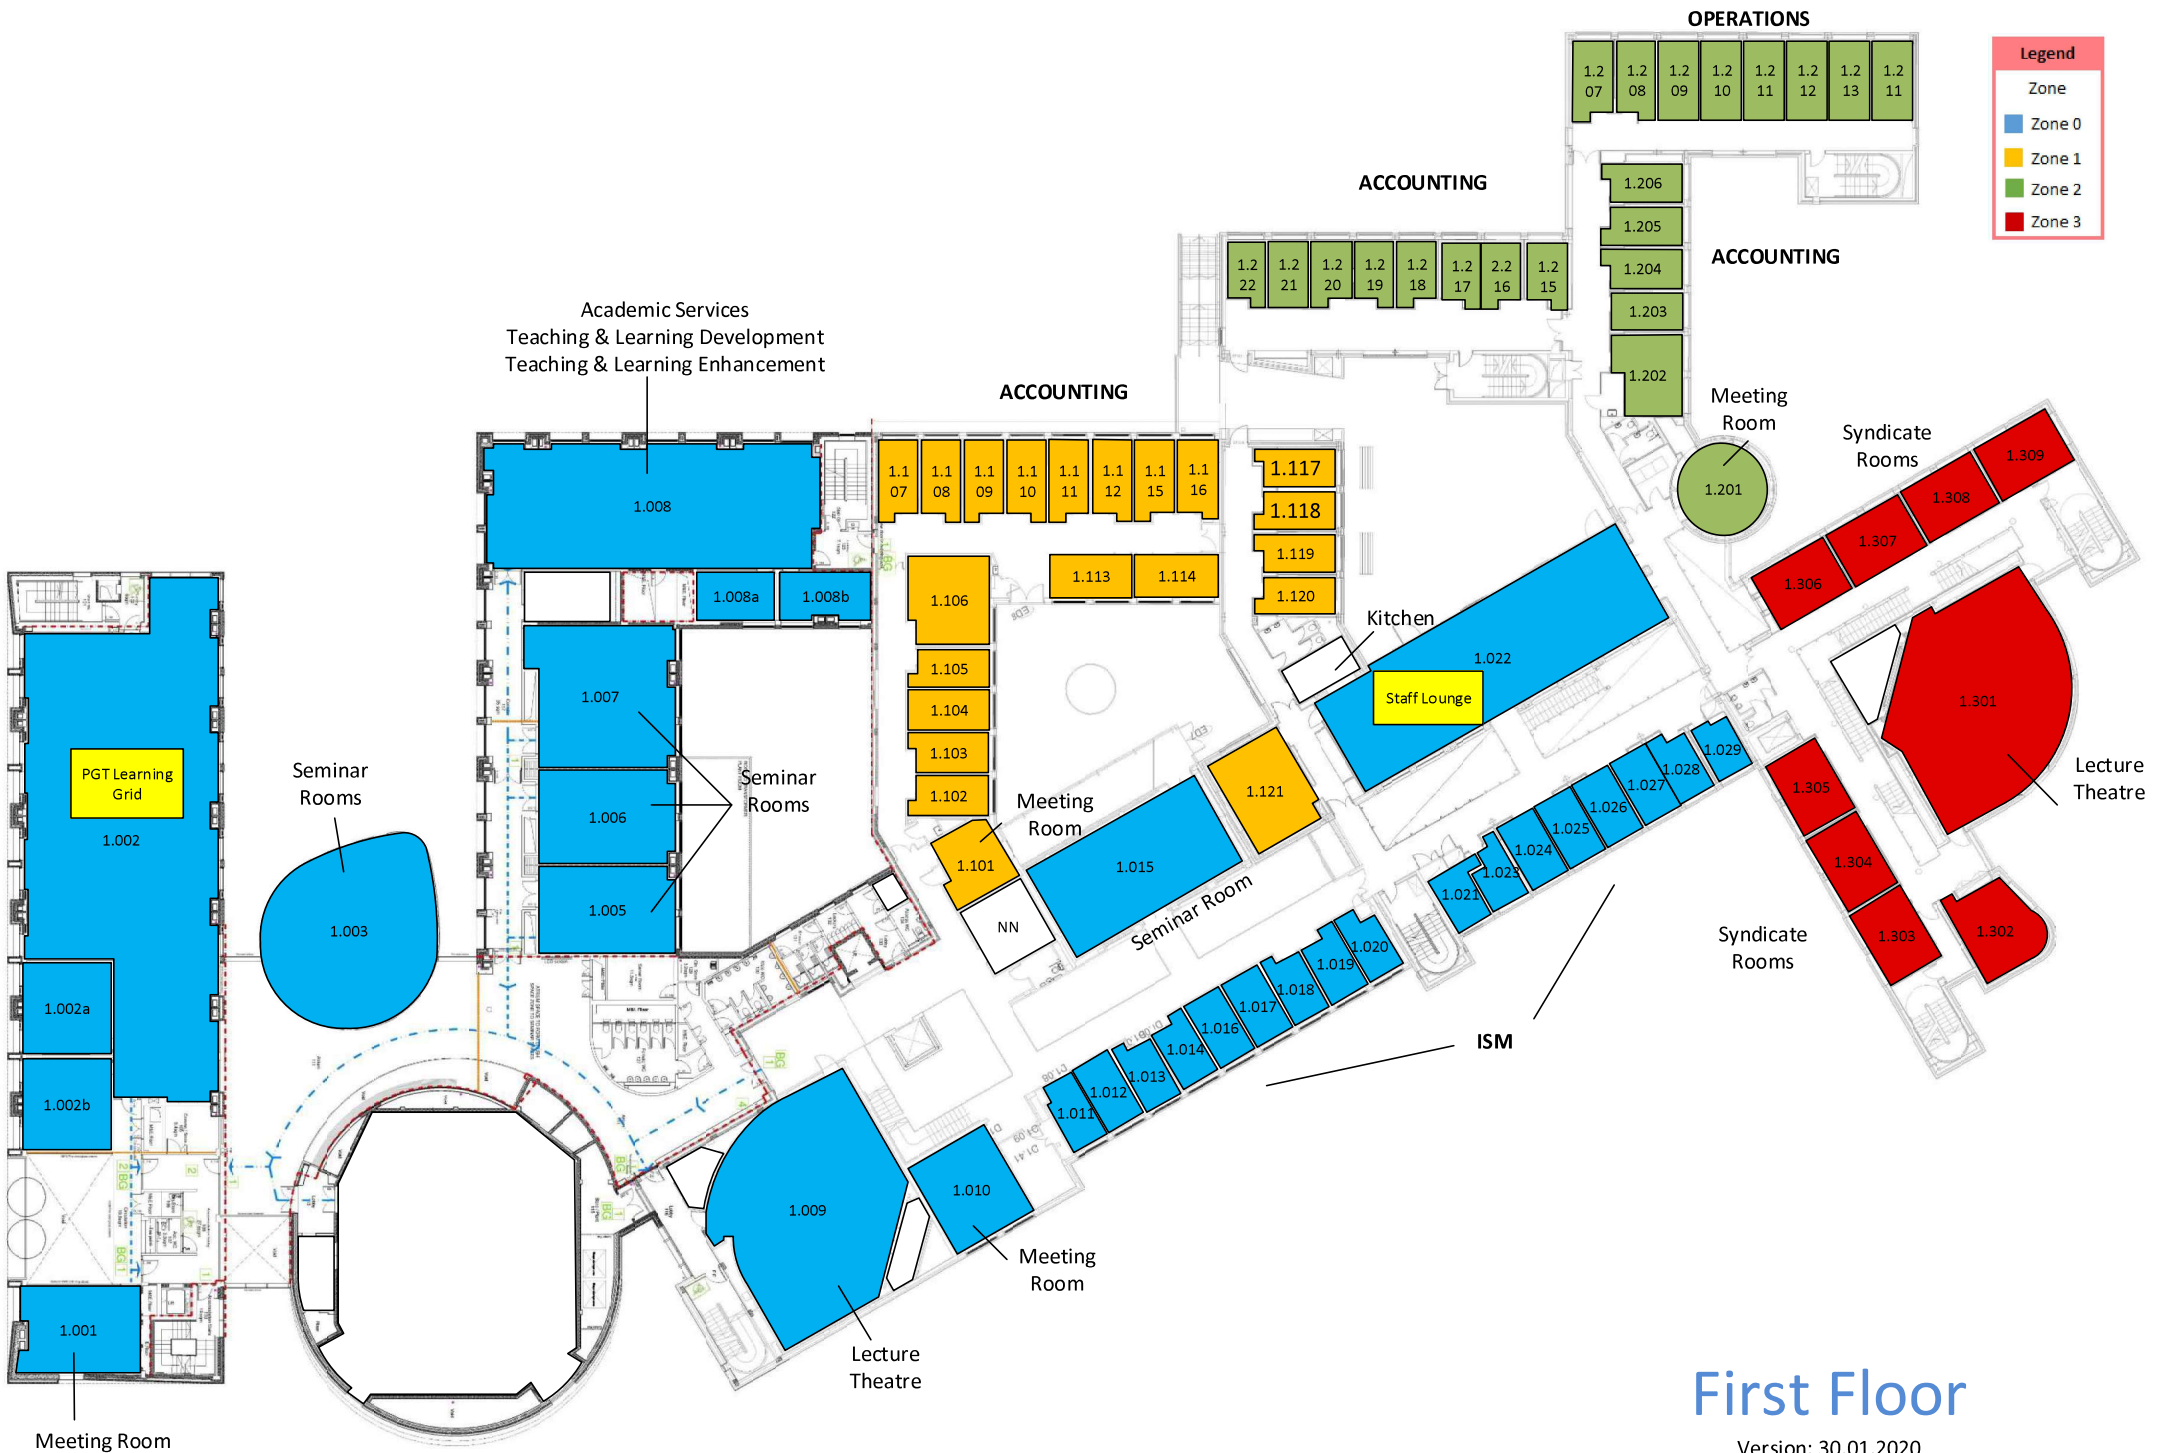 OPERATIONS
Legend
Zone
Zone 0
Zone 1
Zone 2
Zone 3
1.2
07
1.2
08
1.2
09
1.2
10
1.2
11
1.2
12
1.2
13
1.2
11
ACCOUNTING
1.206
1.205
1.204
1.203
1.202
ACCOUNTING
1.2
22
1.2
21
1.2
20
1.2
19
1.2
18
1.2
17
2.2
16
1.2
15
Academic Services
Teaching & Learning Development
Teaching & Learning Enhancement
ACCOUNTING
Meeting
Room
1.201
Syndicate
Rooms
1.309
1.308
1.307
1.306
1.008
1.1
07
1.1
08
1.1
09
1.1
10
1.1
11
1.1
12
1.1
15
1.1
16
1.117
1.118
1.119
1.120
1.113
1.114
1.106
1.105
1.104
1.103
1.102
1.008a
1.008b
Kitchen
1.022
Staff Lounge
1.301
Lecture
Theatre
1.007
1.006
1.005
Seminar
Rooms
PGT Learning
Grid
1.002
Seminar
Rooms
1.003
Meeting
Room
1.101
NN
1.015
Seminar Room
1.121
1.029
1.028
1.027
1.026
1.025
1.024
1.023
1.021
1.305
1.304
1.303
1.302
Syndicate
Rooms
1.020
1.019
1.018
1.017
1.016
1.014
1.013
1.012
1.011
ISM
1.002a
1.002b
1.009
1.010
Meeting
Room
Lecture
Theatre
1.001
Meeting Room
First Floor
Version: 30.01.2020